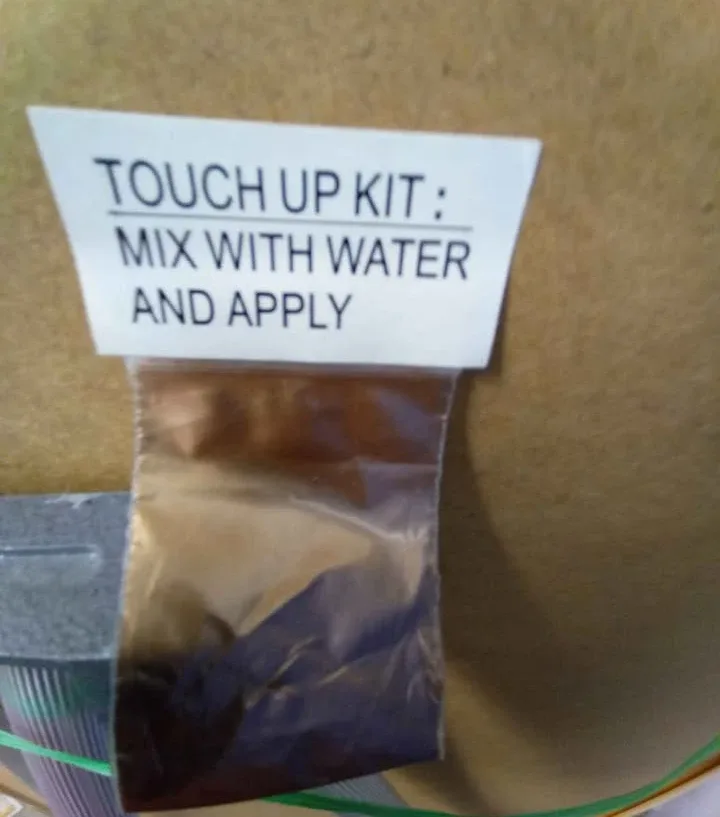 TOUCH UP KIT :
MIX WITH WATER
AND APPLY